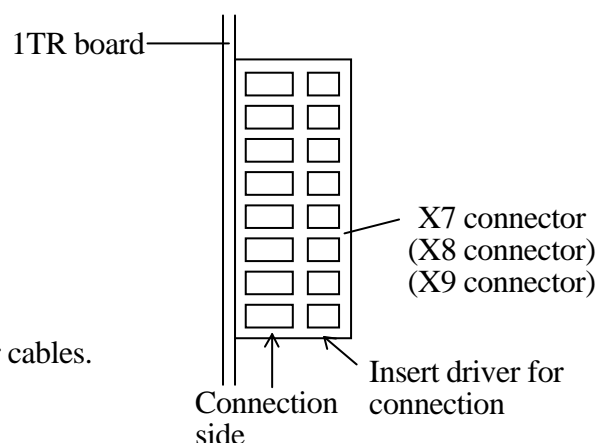 1TR board
X7 connector
(X8 connector)
(X9 connector)
cables.
Insert driver for
connection
Connection
side